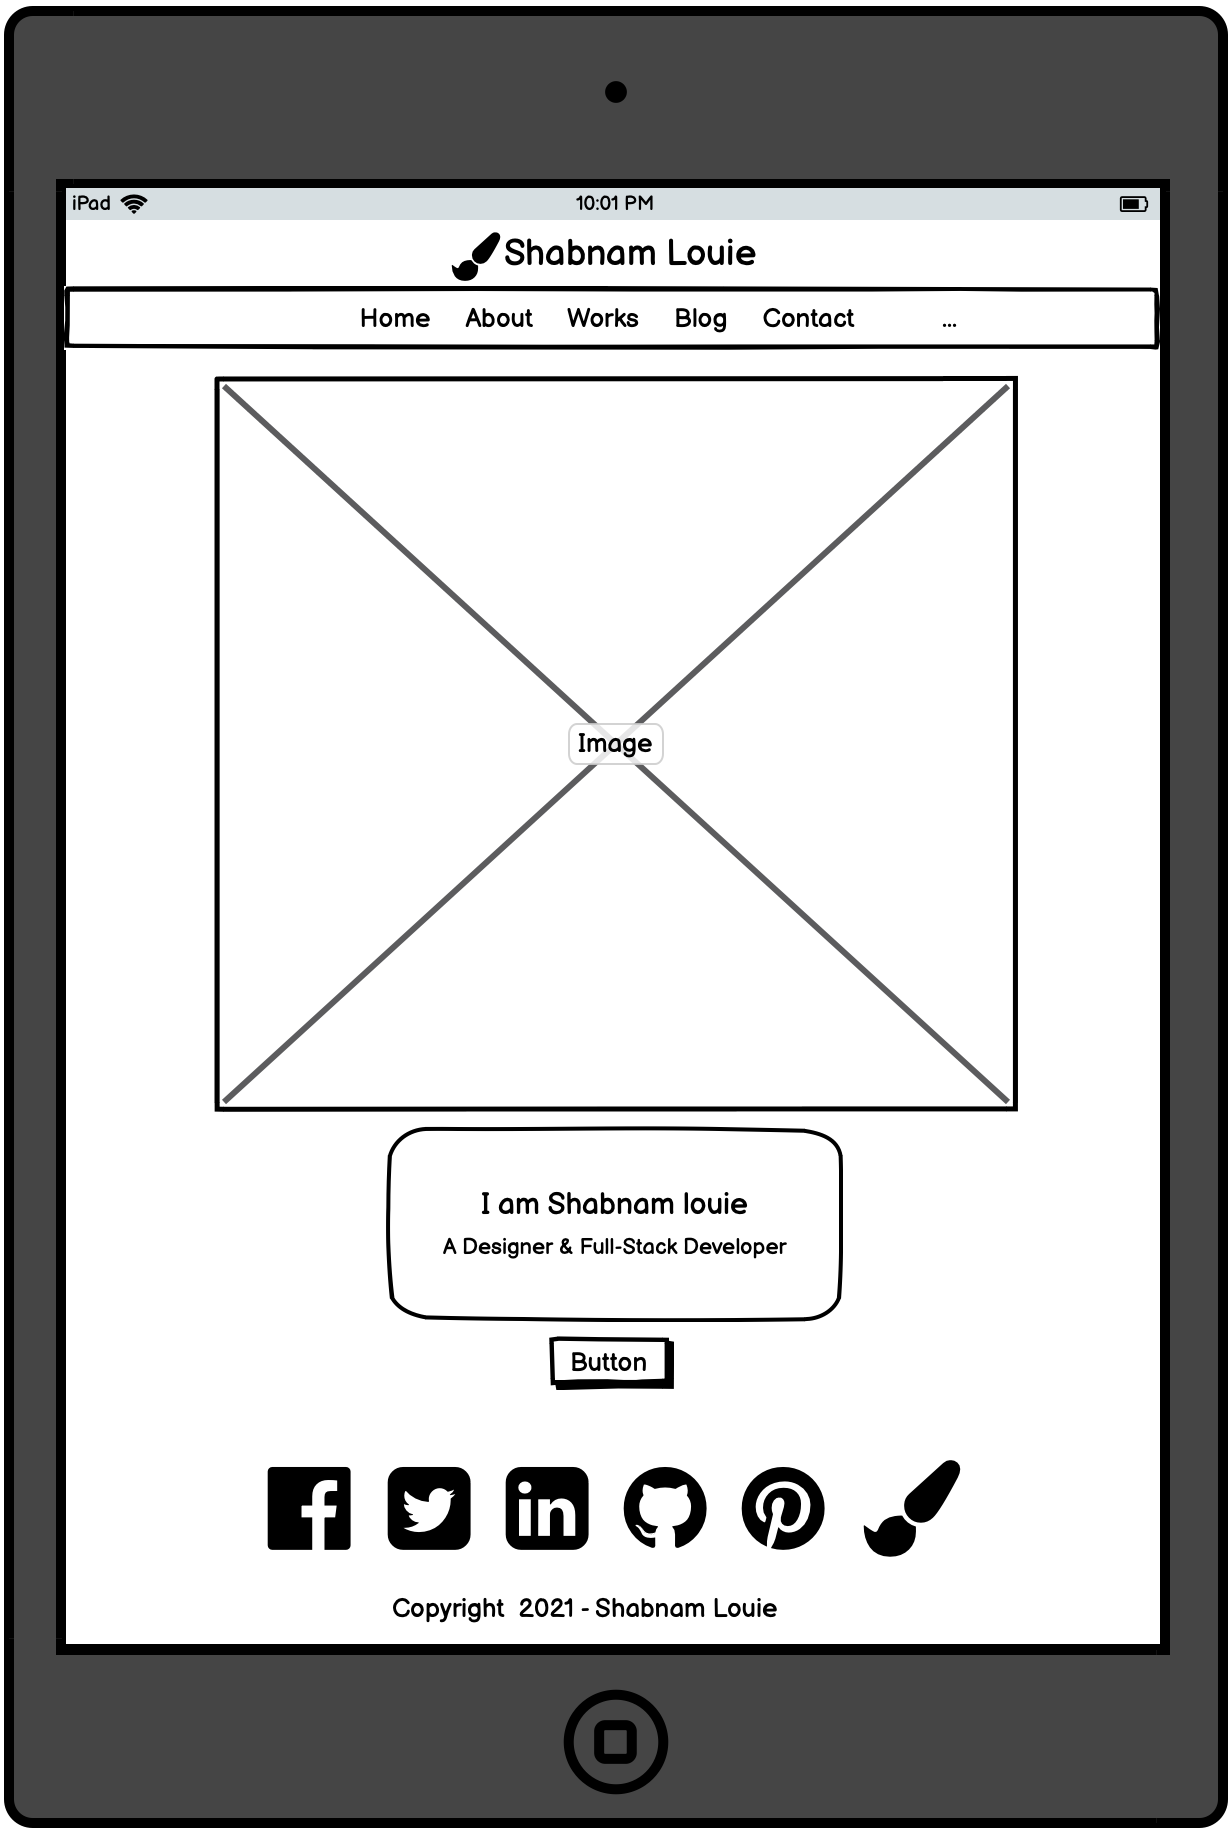 iPad 10:01 PM
Shabnam Louie
Home About Works Blog Contact ...
Image
I am Shabnam louie
A Designer & Full-Stack Developer
Button
f in
Copyright 2021 - Shabnam Louie